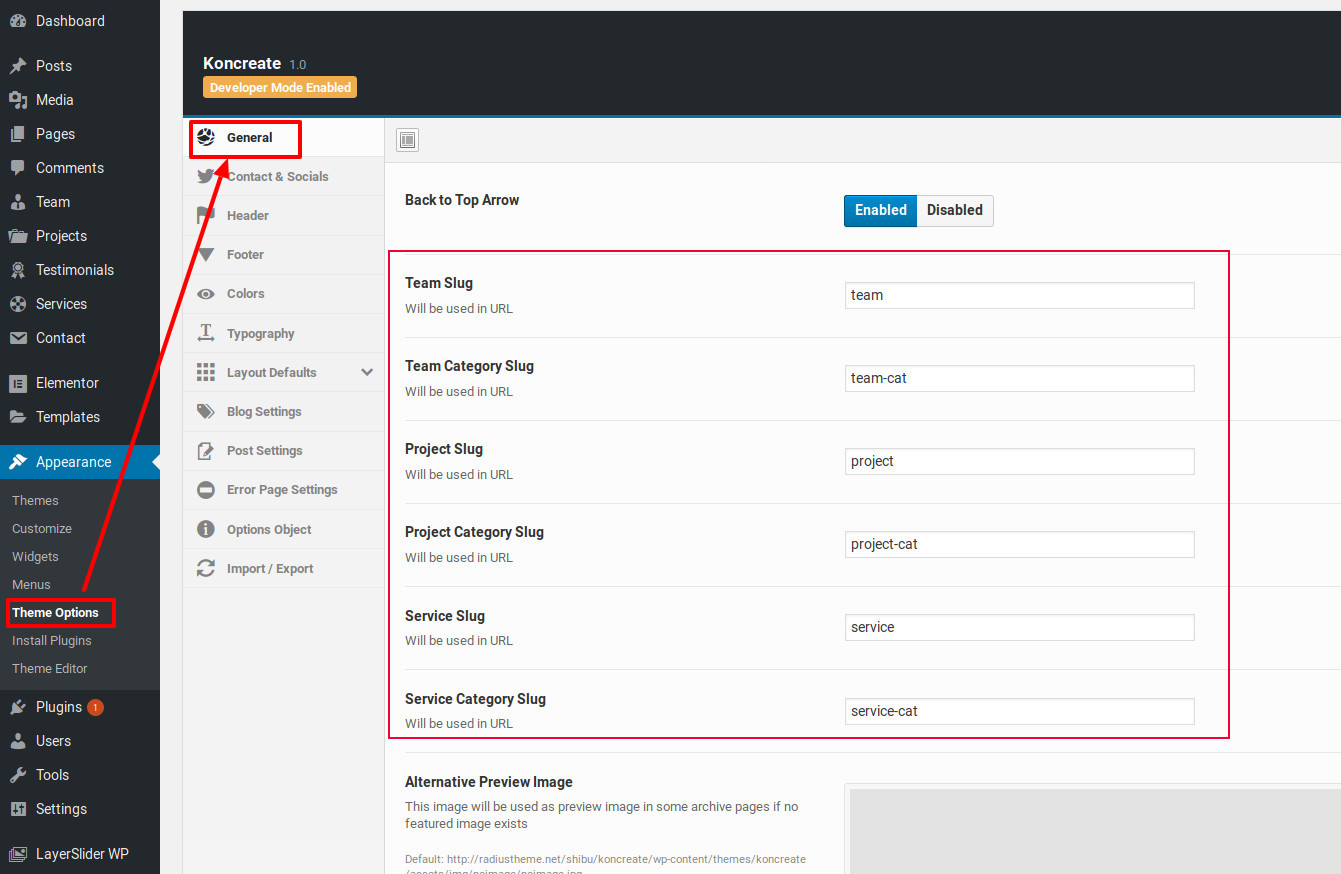 Dashboard
Posts
Media
Pages
Comments
Team
Projects
Testimonials
Services
Contact
Elementor
Templates
Appearance
Themes
Customize
Widgets
Menus
Theme Options
Install Plugins
Theme Editor
Plugins 1
Users
Tools
Settings
LayerSlider WP
Koncreate 1.0
Developer Mode Enabled
General
Contact & Socials
Header
Footer
Colors
Typography
Layout Defaults
Blog Settings
Post Settings
Error Page Settings
Options Object
Import / Export
Back to Top Arrow
Enabled Disabled
Team Slug
Will be used in URL
team
Team Category Slug
Will be used in URL
team-cat
Project Slug
Will be used in URL
project
Project Category Slug
Will be used in URL
project-cat
Service Slug
Will be used in URL
service
Service Category Slug
Will be used in URL
service-cat
Alternative Preview Image
This image will be used as preview image in some archive pages if no
featured image exists
Default: http://radiustheme.net/shibu/koncreate/wp-content/themes/koncreate